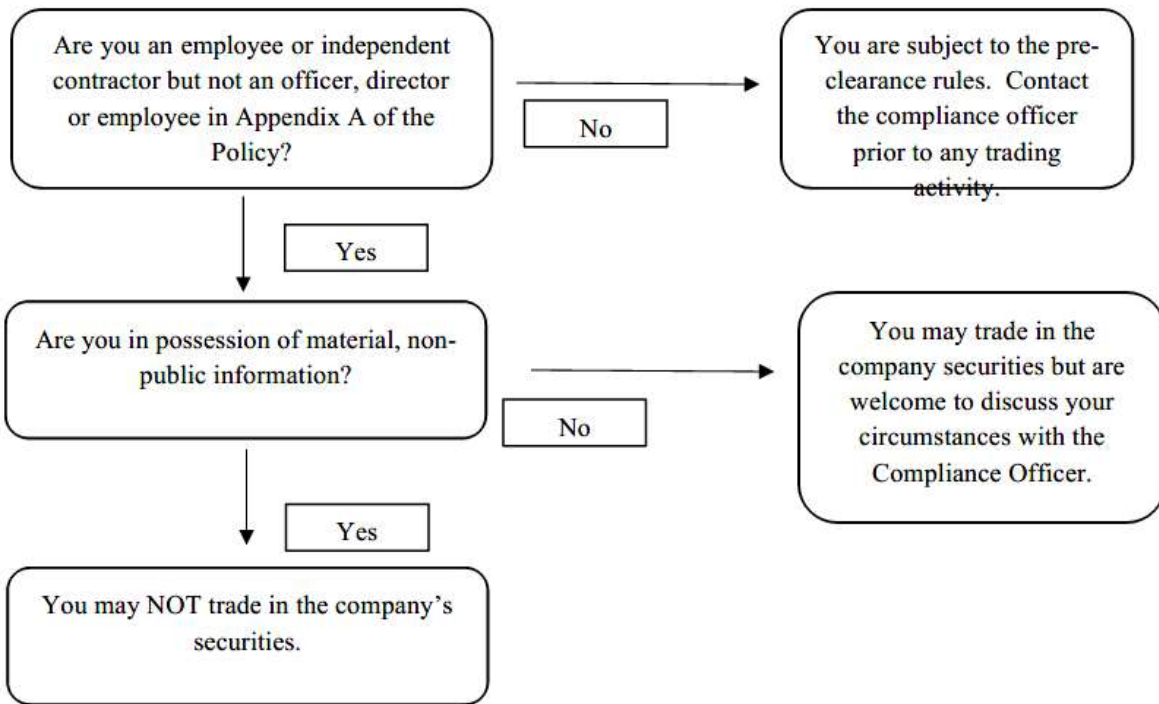 Are you an employee or independent
contractor but not an officer, director
or employee in Appendix A of the
Policy?
No
You are subject to the pre-
clearance rules.  Contact
the compliance officer
prior to any trading
activity.
Yes
Are you in possession of material, non-
public information?
No
You may trade in the
company securities but are
welcome to discuss your
circumstances with the
Compliance Officer.
Yes
You may NOT trade in the company’s
securities.